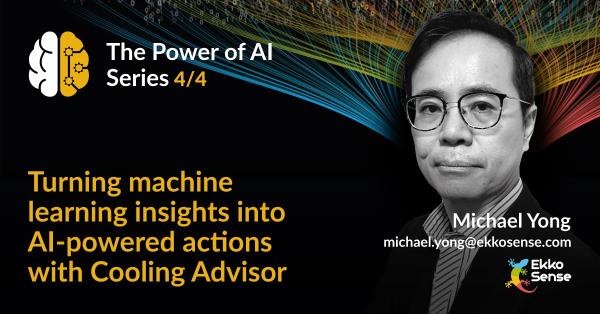 The Power of AI
Series 4/4
Turning machine
learning insights into
AI-powered actions
with Cooling Advisor
Michael Yong
michael.yong@ekkosense.com
Ekko
Sense